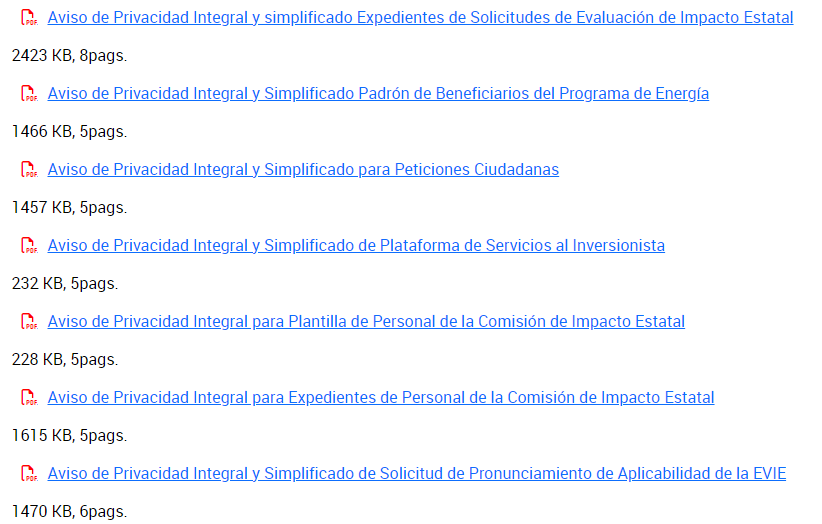 Aviso de Privacidad Integral y simplificado Expedientes de Solicitudes de Evaluación de Impacto Estatal
2423 KB, 8pags.
Aviso de Privacidad Integral y Simplificado Padrón de Beneficiarios del Programa de Energía
1466 KB, 5pags.
Aviso de Privacidad Integral y Simplificado para Peticiones Ciudadanas
1457 KB, 5pags.
Aviso de Privacidad Integral y Simplificado de Plataforma de Servicios al Inversionista
232 KB, 5pags.
Aviso de Privacidad Integral para Plantilla de Personal de la Comisión de Impacto Estatal
228 KB, 5pags.
Aviso de Privacidad Integral para Expedientes de Personal de la Comisión de Impacto Estatal
1615 KB, 5pags.
Aviso de Privacidad Integral y Simplificado de Solicitud de Pronunciamiento de Aplicabilidad de la EVIE
1470 KB, 6pags.